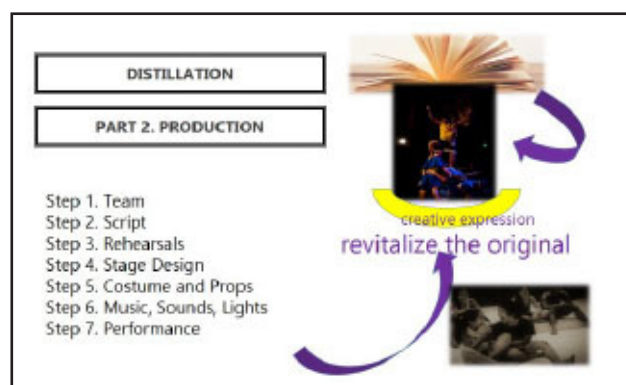 DISTILLATION
PART 2. PRODUCTION
Step 1. Team
Step 2. Script
Step 3. Rehearsals
Step 4. Stage Design
Step 5. Costume and Props
Step 6. Music, Sounds, Lights
Step 7. Performance
creative expression
revitalize the original